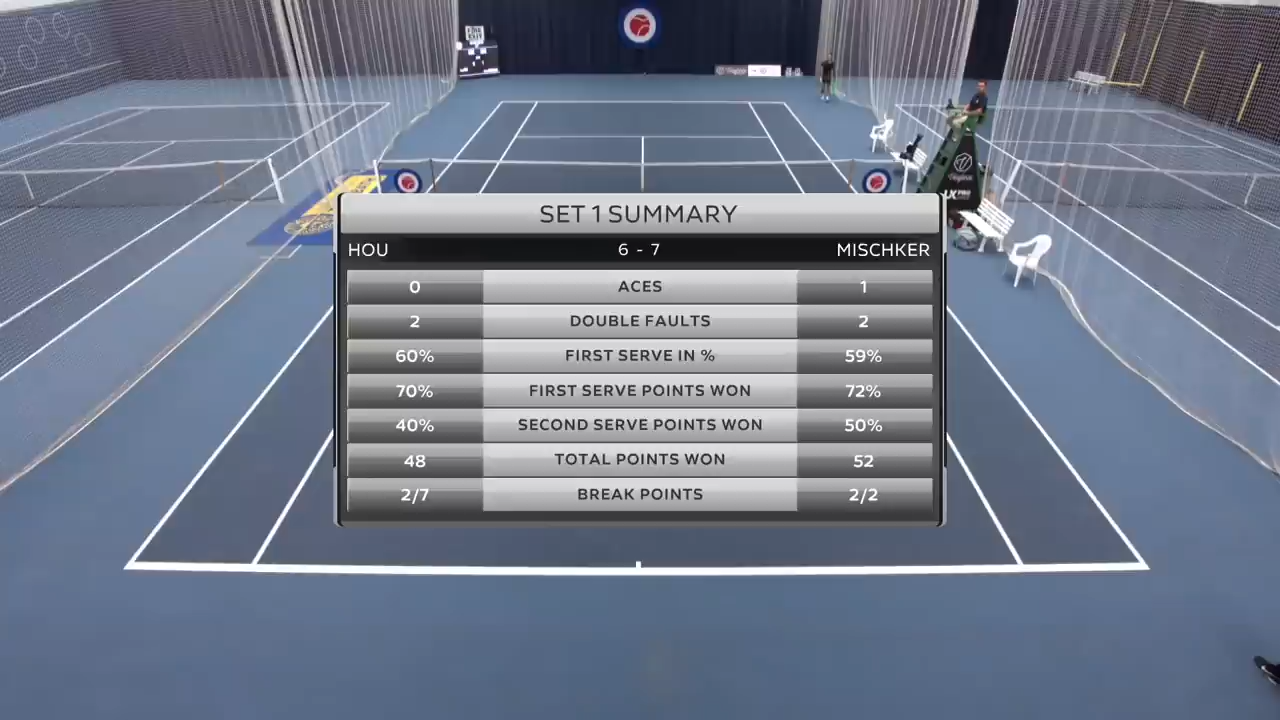 SET 1 SUMMARY
HOU 6 - 7 MISCHKER
0 ACES 1
2 DOUBLE FAULTS 2
60% FIRST SERVE IN % 59%
70% FIRST SERVE POINTS WON 72%
40% SECOND SERVE POINTS WON 50%
48 TOTAL POINTS WON 52
2/7 BREAK POINTS 2/2